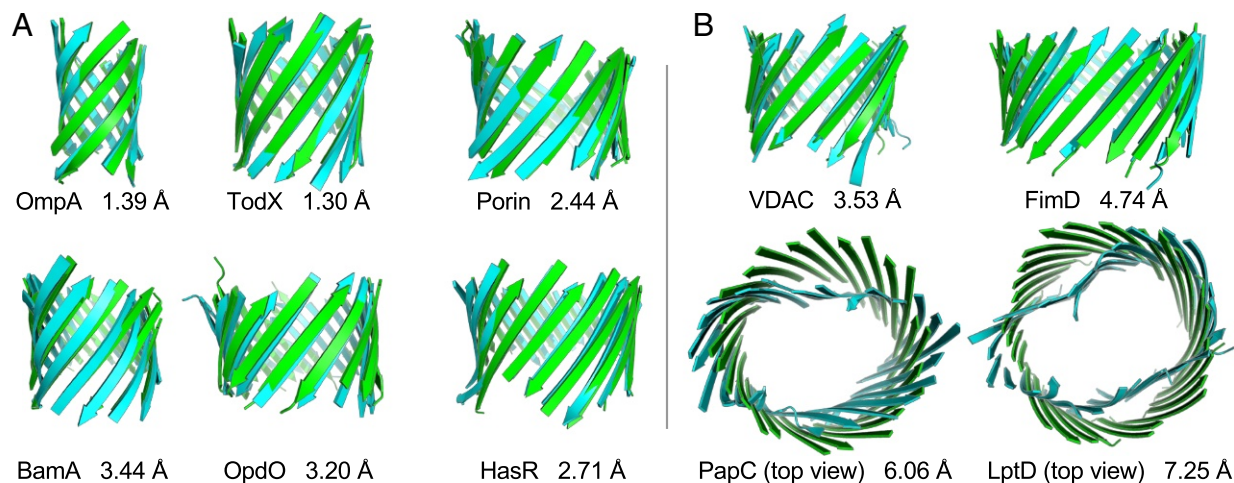 A
B
OmpA 1.39 Å
TodX 1.30 Å
Porin 2.44 Å
VDAC 3.53 Å
FimD 4.74 Å
BamA 3.44 Å
OpdO 3.20 Å
HasR 2.71 Å
PapC (top view) 6.06 Å
LptD (top view) 7.25 Å